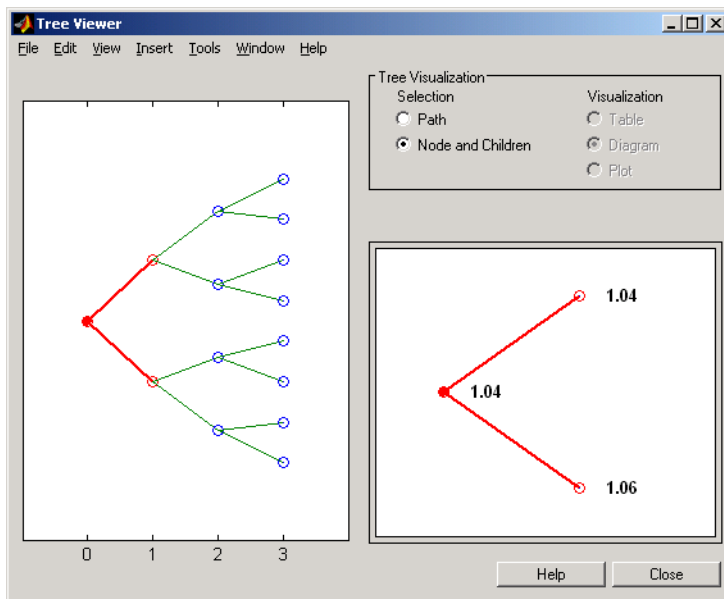 Tree Viewer
File Edit View Insert Tools Window Help
Tree Visualization
Selection
Path
Node and Children
Visualization
Table
Diagram
Plot
0 1 2 3
1.04
1.04
1.06
Help
Close